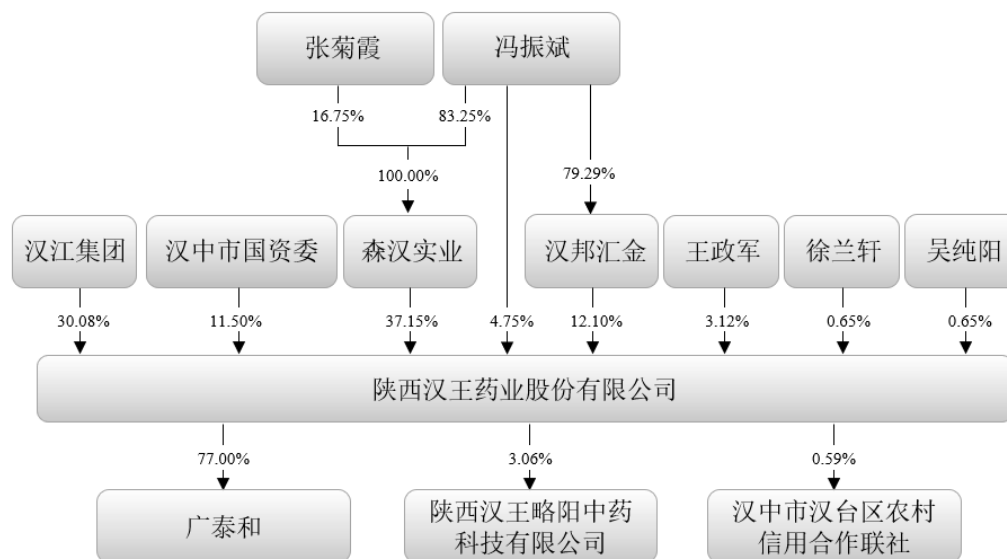 张菊霞
冯振斌
16.75%
83.25%
100.00%
79.29%
汉江集团
汉中市国资委
森汉实业
汉邦汇金
王政军
徐兰轩
吴纯阳
30.08%
11.50%
37.15%
4.75%
12.10%
3.12%
0.65%
0.65%
陕西汉王药业股份有限公司
77.00%
3.06%
0.59%
广泰和
陕西汉王略阳中药
科技有限公司
汉中市汉台区农村
信用合作联社